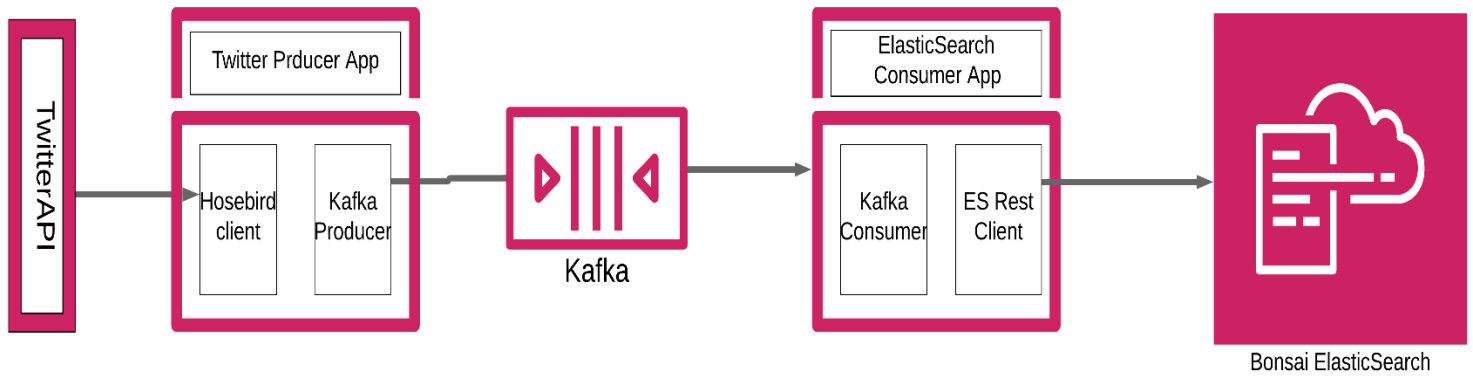 TwitterAPI
Twitter Prducer App
Hosebird
client
Kafka
Producer
Kafka
ElasticSearch
Consumer App
Kafka
Consumer
ES Rest
Client
Bonsai ElasticSearch